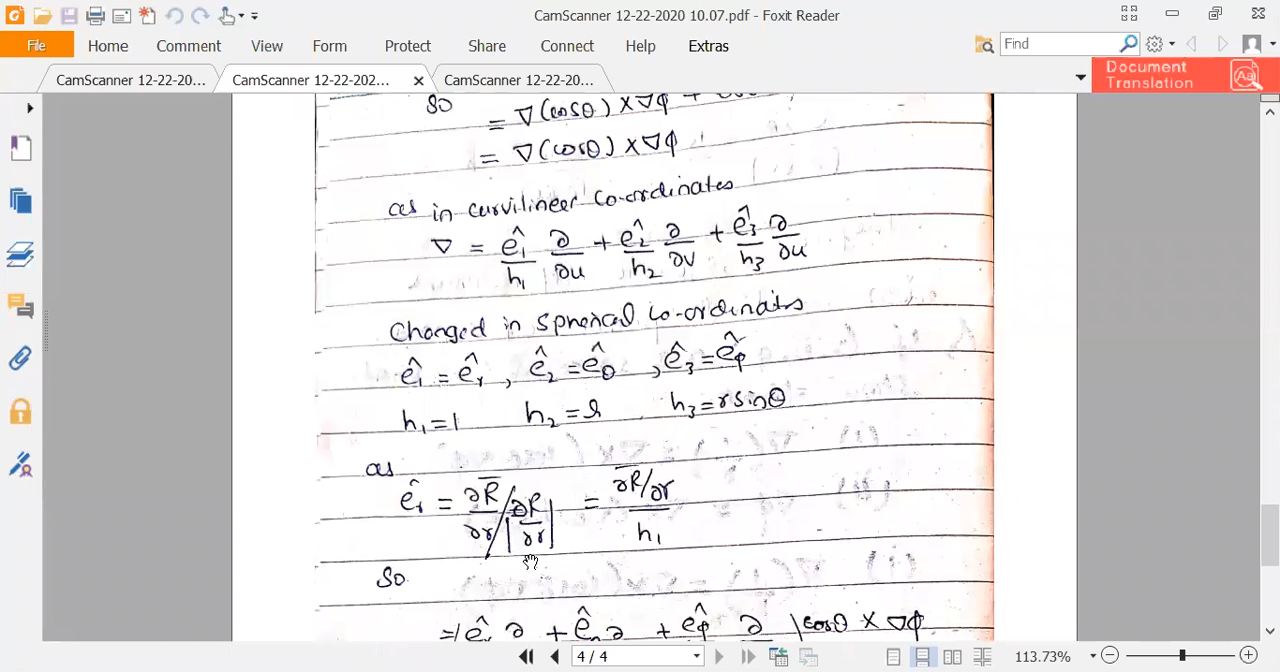 CamScanner 12-22-2020 10.07.pdf - Foxit Reader
File Home Comment View Form Protect Share Connect Help Extras Find
CamScanner 12-22-20... CamScanner 12-22-202... CamScanner 12-22-20... Document Translation
So
= ∇(cosθ) × ∇φ +
= ∇(cosθ) × ∇φ
as in curvilineer co-ordinates
∇ = ê₁/h₁ ∂/∂u + ê₂/h₂ ∂/∂v + ê₃/h₃ ∂/∂u
Changed in spherical co-ordinates
ê₁ = êᵣ , ê₂ = ê_θ , ê₃ = ê_φ
h₁ = 1 h₂ = r h₃ = r sinθ
as
êᵣ = ∂R̄/∂r / |∂R/∂r| = ∂R̄/∂r / h₁
So
= êᵣ ∂ + ê_θ ∂ + ê_φ ∂ ) cosθ × ∇φ
4 / 4 113.73%